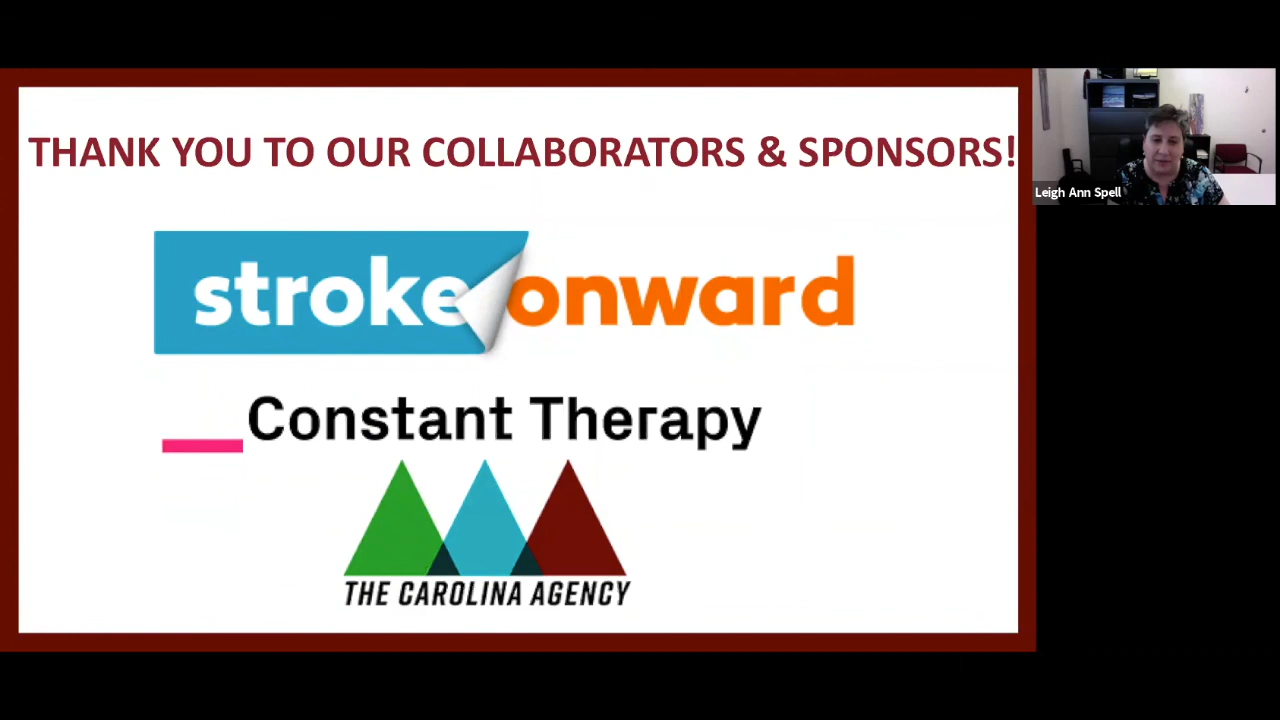 THANK YOU TO OUR COLLABORATORS & SPONSORS!
Leigh Ann Spell
stroke onward
Constant Therapy
THE CAROLINA AGENCY